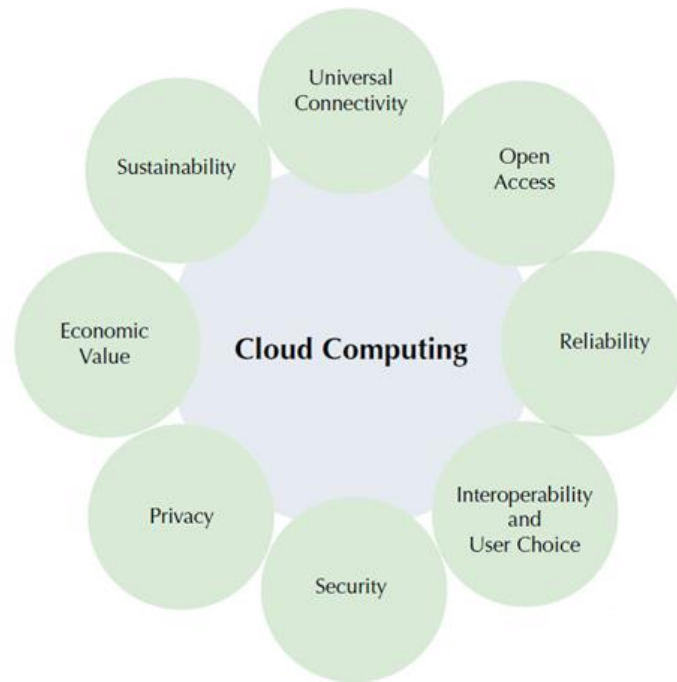 Universal
Connectivity
Open
Access
Reliability
Interoperability
and
User Choice
Security
Privacy
Economic
Value
Sustainability
Cloud Computing